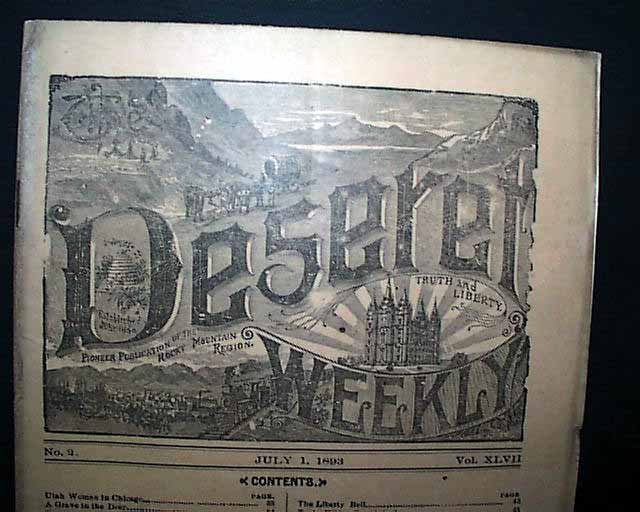 The
Deseret
TRUTH and
LIBERTY.
Established
PIONEER PUBLICATION OF THE
ROCKY MOUNTAIN
REGION.
WEEKLY
No. 2. JULY 1, 1893 Vol. XLVII
CONTENTS.
PAGE. PAGE
Utah Women in Chicago
A Grave in the Deep The Liberty Bell